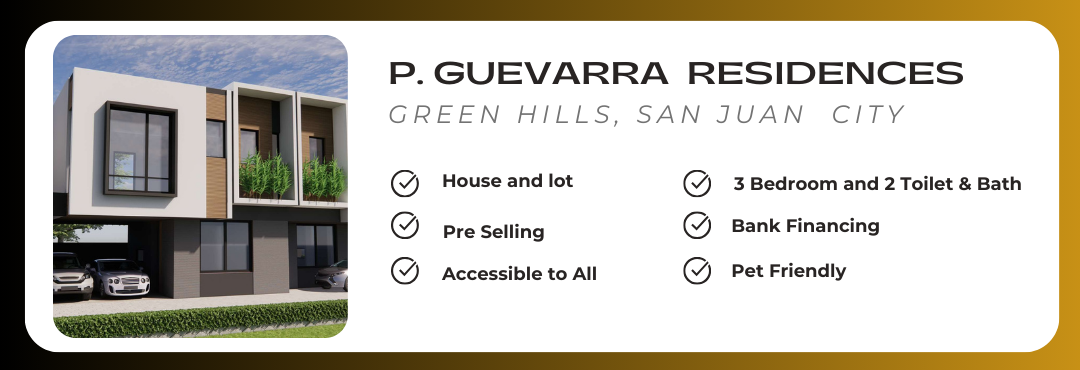 P. GUEVARRA RESIDENCES
GREEN HILLS, SAN JUAN CITY
House and lot
Pre Selling
Accessible to All
3 Bedroom and 2 Toilet & Bath
Bank Financing
Pet Friendly